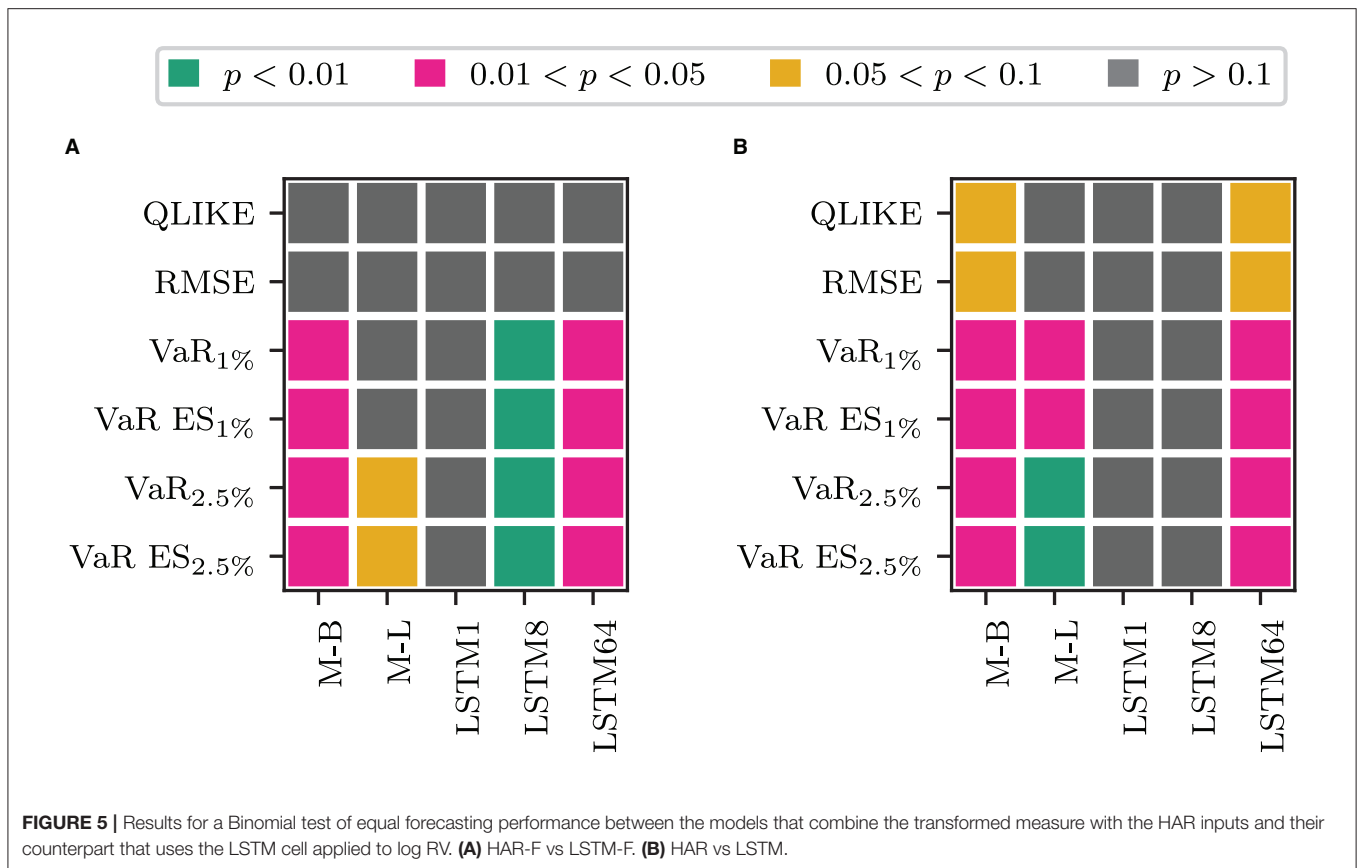 p < 0.01 0.01 < p < 0.05 0.05 < p < 0.1 p > 0.1
A
QLIKE
RMSE
VaR1%
VaR ES1%
VaR2.5%
VaR ES2.5%
M-B
M-L
LSTM1
LSTM8
LSTM64
B
QLIKE
RMSE
VaR1%
VaR ES1%
VaR2.5%
VaR ES2.5%
M-B
M-L
LSTM1
LSTM8
LSTM64
FIGURE 5 | Results for a Binomial test of equal forecasting performance between the models that combine the transformed measure with the HAR inputs and their
counterpart that uses the LSTM cell applied to log RV. (A) HAR-F vs LSTM-F. (B) HAR vs LSTM.